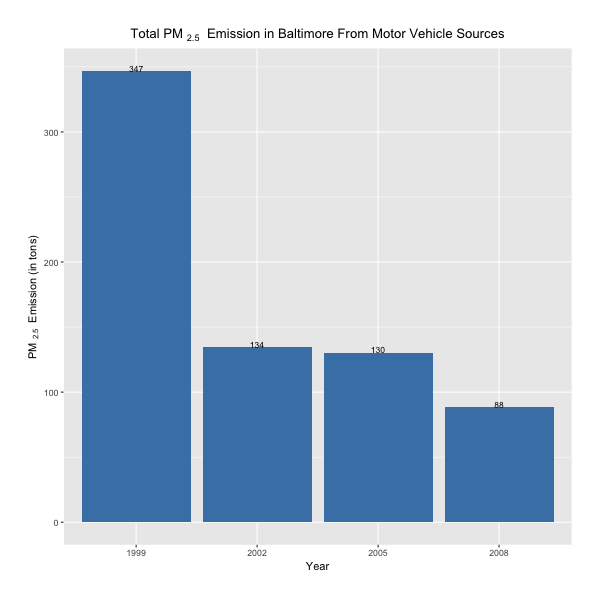 Total PM 2.5 Emission in Baltimore From Motor Vehicle Sources
347
300
200
134
130
100
88
0
PM 2.5 Emission (in tons)
1999 2002 2005 2008
Year